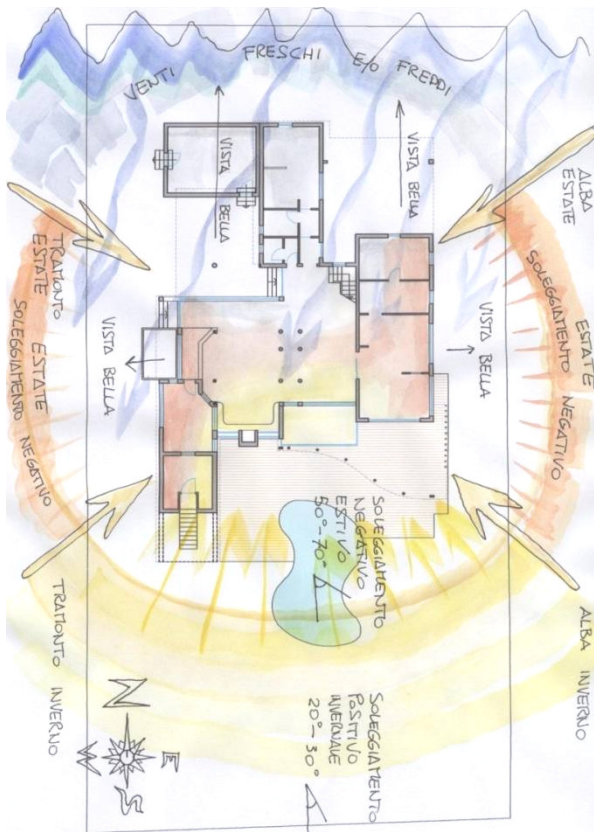 VENTI FRESCHI E/O FREDDI
VISTA BELLA
VISTA BELLA
ALBA
ESTATE
TRAMONTO
ESTATE
ESTATE
SOLEGGIAMENTO NEGATIVO
ESTATE
SOLEGGIAMENTO NEGATIVO
VISTA
BELLA
VISTA
BELLA
SOLEGGIAMENTO
NEGATIVO
ESTIVO
50°-70°
TRAMONTO INVERNO
ALBA INVERNO
SOLEGGIAMENTO
POSITIVO
INVERNALE
20°-30°
N
E
W
S